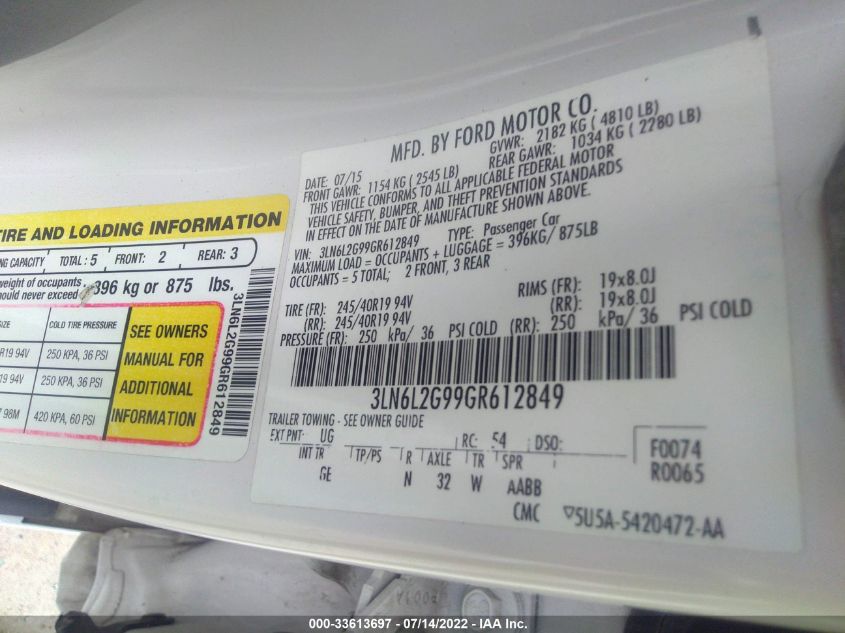 TIRE AND LOADING INFORMATION
NG CAPACITY TOTAL : 5 FRONT: 2 REAR: 3
weight of occupants
hould never exceed 396 kg or 875 lbs.
SIZE COLD TIRE PRESSURE SEE OWNERS MANUAL FOR ADDITIONAL INFORMATION
R19 94V 250 KPA, 36 PSI
19 94V 250 KPA, 36 PSI
98M 420 KPA, 60 PSI
3LN6L2G99GR612849
MFD. BY FORD MOTOR CO.
DATE: 07/15 GVWR: 2182 KG ( 4810 LB)
FRONT GAWR: 1154 KG ( 2545 LB) REAR GAWR: 1034 KG ( 2280 LB)
THIS VEHICLE CONFORMS TO ALL APPLICABLE FEDERAL MOTOR
VEHICLE SAFETY, BUMPER, AND THEFT PREVENTION STANDARDS
IN EFFECT ON THE DATE OF MANUFACTURE SHOWN ABOVE.
VIN: 3LN6L2G99GR612849 TYPE: Passenger Car
MAXIMUM LOAD = OCCUPANTS + LUGGAGE = 396KG/ 875LB
OCCUPANTS = 5 TOTAL; 2 FRONT, 3 REAR
TIRE (FR): 245/40R19 94V RIMS (FR): 19x8.0J
(RR): 245/40R19 94V (RR): 19x8.0J
PRESSURE (FR): 250 kPa/ 36 PSI COLD (RR): 250 kPa/ 36 PSI COLD
3LN6L2G99GR612849
TRAILER TOWING - SEE OWNER GUIDE
EXT PNT: UG RC: 54 DSO: F0074
INT TR TP/PS R AXLE TR SPR R0065
GE N 32 W AABB
CMC 5U5A-5420472-AA
000-33613697 - 07/14/2022 - IAA Inc.